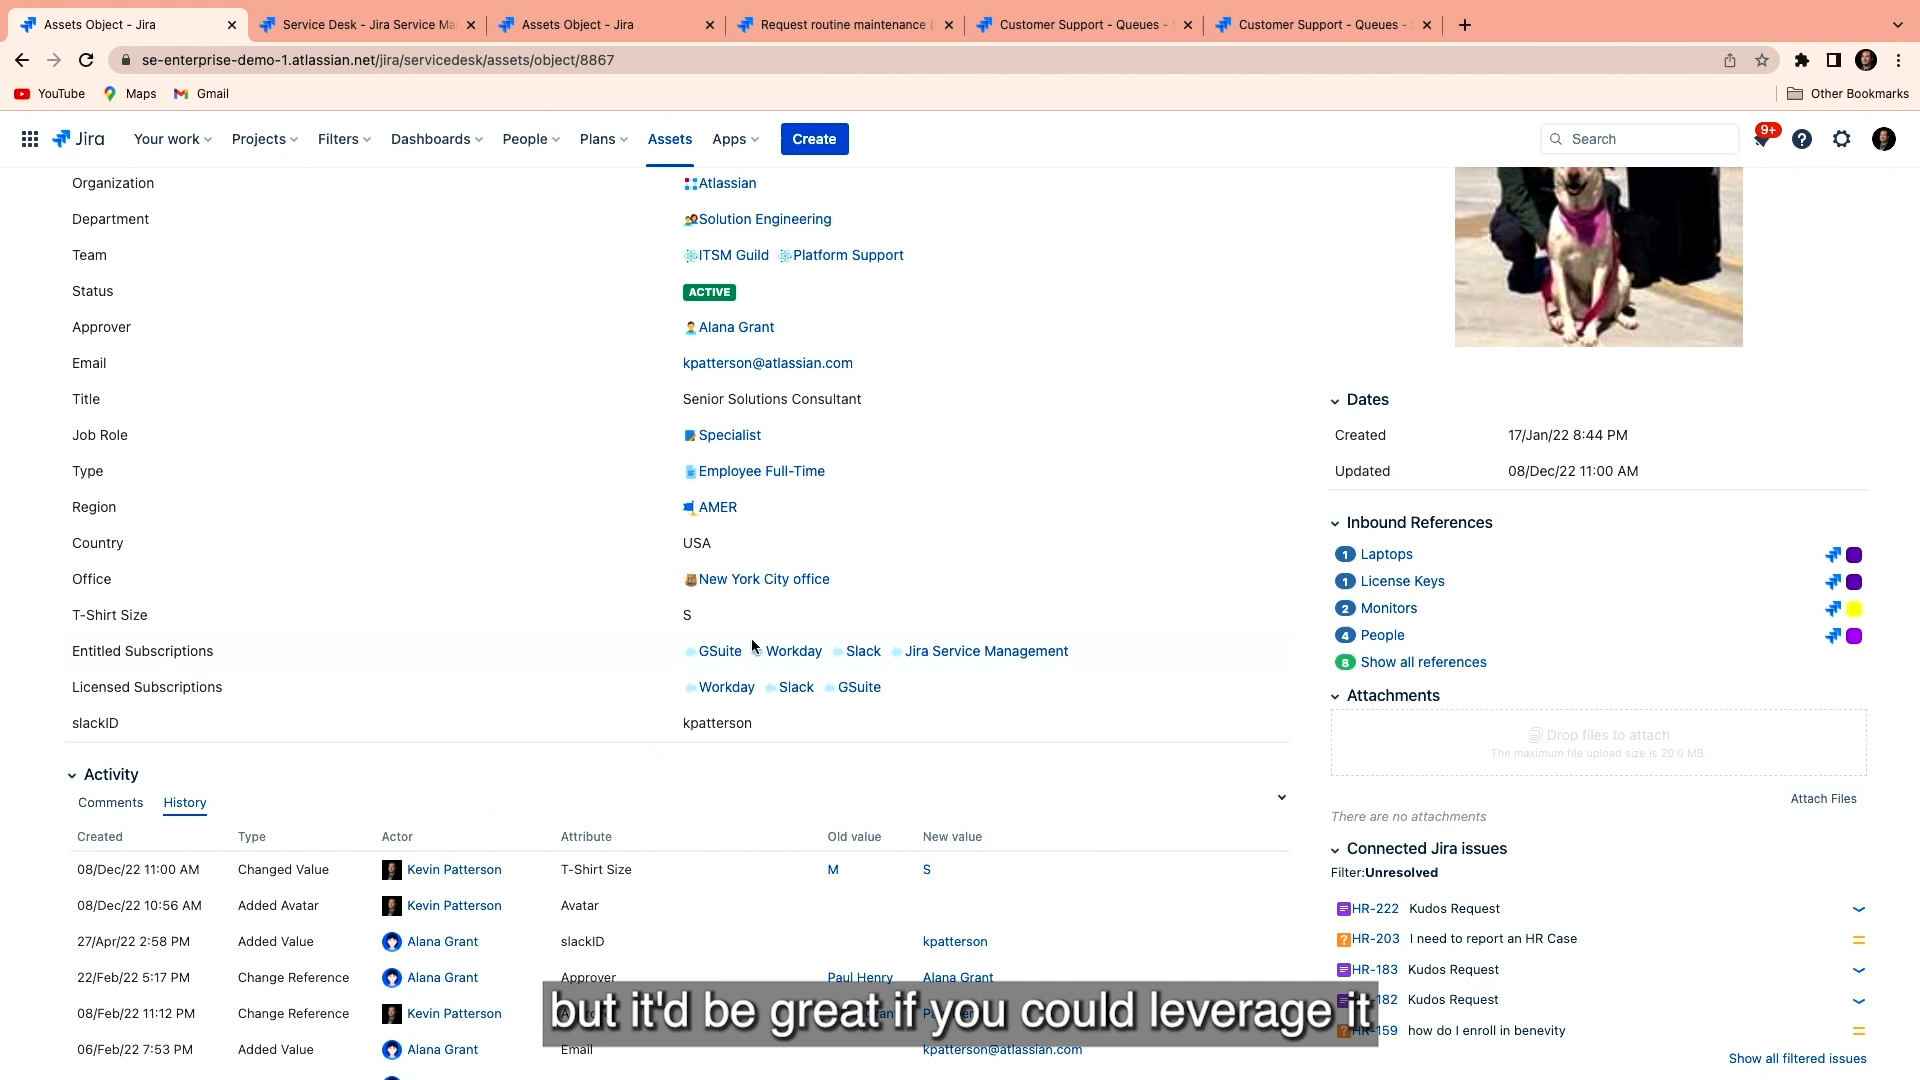 Assets Object - Jira
Service Desk - Jira Service Ma
Assets Object - Jira
Request routine maintenance
Customer Support - Queues -
Customer Support - Queues -
se-enterprise-demo-1.atlassian.net/jira/servicedesk/assets/object/8867
YouTube Maps Gmail Other Bookmarks
Jira Your work Projects Filters Dashboards People Plans Assets Apps Create Search 9+
Organization Atlassian
Department Solution Engineering
Team ITSM Guild Platform Support
Status ACTIVE
Approver Alana Grant
Email kpatterson@atlassian.com
Title Senior Solutions Consultant
Job Role Specialist
Type Employee Full-Time
Region AMER
Country USA
Office New York City office
T-Shirt Size S
Entitled Subscriptions GSuite Workday Slack Jira Service Management
Licensed Subscriptions Workday Slack GSuite
slackID kpatterson
Activity
Comments History
Created Type Actor Attribute Old value New value
08/Dec/22 11:00 AM Changed Value Kevin Patterson T-Shirt Size M S
08/Dec/22 10:56 AM Added Avatar Kevin Patterson Avatar
27/Apr/22 2:58 PM Added Value Alana Grant slackID kpatterson
22/Feb/22 5:17 PM Change Reference Alana Grant Approver Paul Henry Alana Grant
08/Feb/22 11:12 PM Change Reference Kevin Patterson
06/Feb/22 7:53 PM Added Value Alana Grant Email kpatterson@atlassian.com
Dates
Created 17/Jan/22 8:44 PM
Updated 08/Dec/22 11:00 AM
Inbound References
1 Laptops
1 License Keys
2 Monitors
4 People
8 Show all references
Attachments
Drop files to attach
The maximum file upload size is 20.0 MB.
Attach Files
There are no attachments
Connected Jira issues
Filter:Unresolved
HR-222 Kudos Request
HR-203 I need to report an HR Case
HR-183 Kudos Request
182 Kudos Request
159 how do I enroll in benevity
Show all filtered issues
but it'd be great if you could leverage it